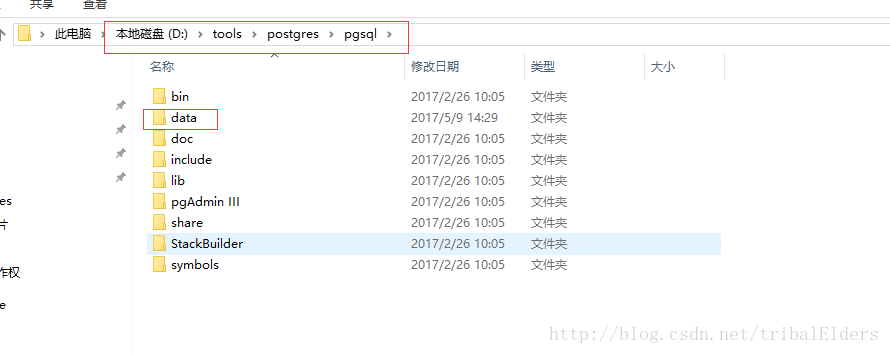 共享 查看
此电脑 本地磁盘 (D:) tools postgres pgsql
名称 修改日期 类型 大小
bin 2017/2/26 10:05 文件夹
data 2017/5/9 14:29 文件夹
doc 2017/2/26 10:05 文件夹
include 2017/2/26 10:05 文件夹
lib 2017/2/26 10:05 文件夹
es pgAdmin III 2017/2/26 10:05 文件夹
片 share 2017/2/26 10:05 文件夹
StackBuilder 2017/2/26 10:05 文件夹
作权 symbols 2017/2/26 10:05 文件夹
e
http://blog.csdn.net/tribalElders